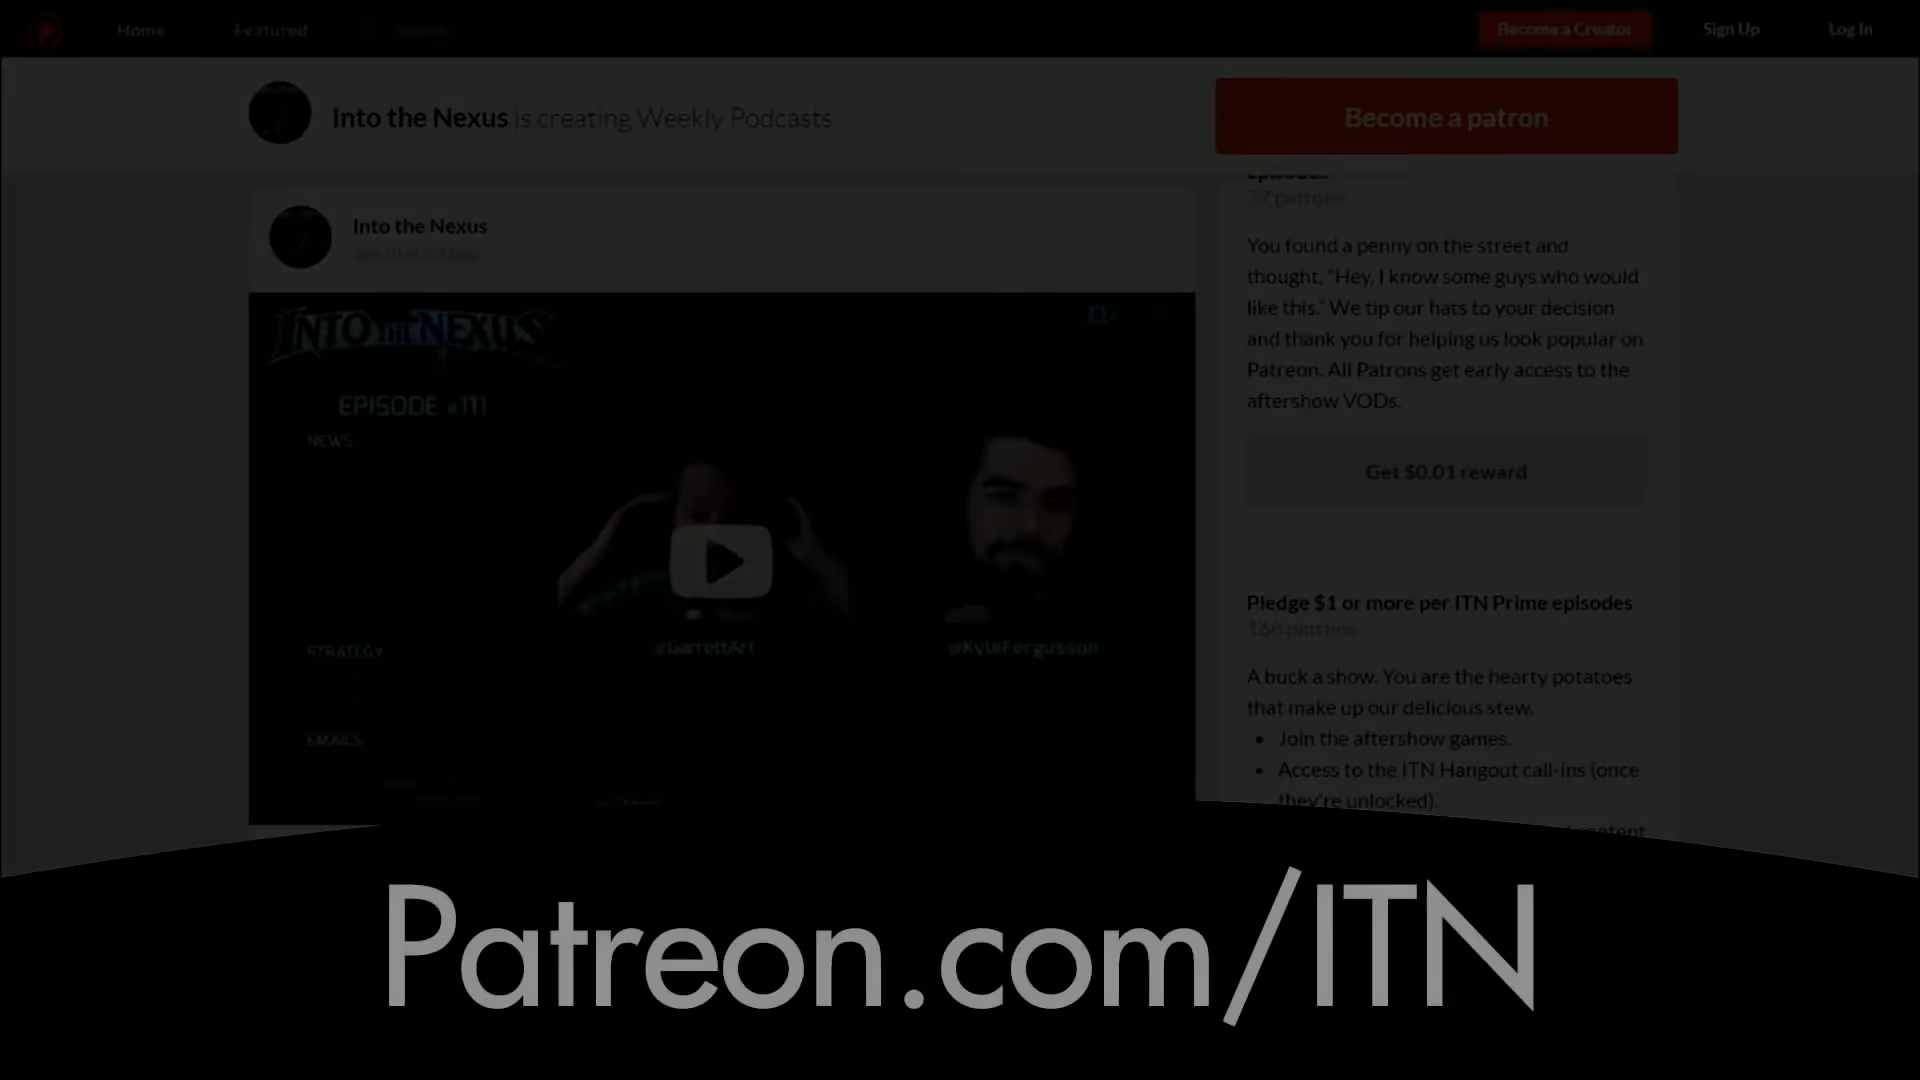 Home
Featured
Become a Creator
Sign Up
Log In
Into the Nexus is creating Weekly Podcasts
Become a patron
Into the Nexus
INTO THE NEXUS
EPISODE #111
NEWS
STRATEGY
EMAILS
@GarrettArt
@KyleFergusson
episodes
37 patrons
You found a penny on the street and
thought, "Hey, I know some guys who would
like this." We tip our hats to your decision
and thank you for helping us look popular on
Patreon. All Patrons get early access to the
aftershow VODs.
Get $0.01 reward
Pledge $1 or more per ITN Prime episodes
166 patrons
A buck a show. You are the hearty potatoes
that make up our delicious stew.
• Join the aftershow games.
• Access to the ITN Hangout call-ins (once
they're unlocked).
content
Patreon.com/ITN